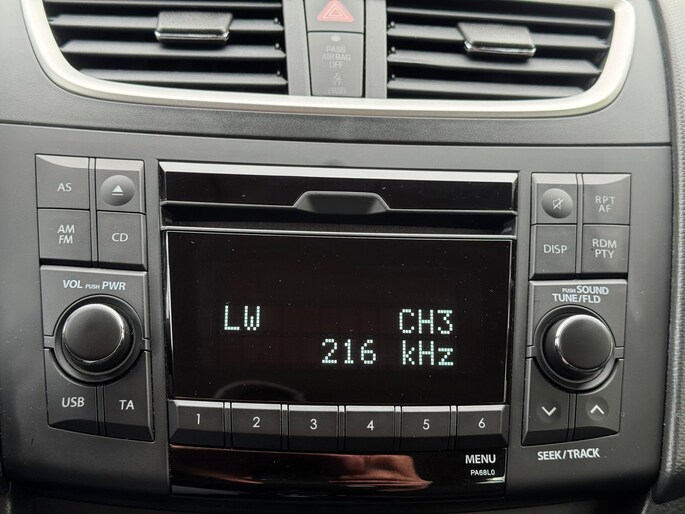 PASS
AIR BAG
OFF
AS
AM
FM
CD
VOL PUSH PWR
USB
TA
LW CH3
216 kHz
1 2 3 4 5 6
MENU
PA68L0
RPT
AF
DISP
RDM
PTY
PUSH SOUND
TUNE/FLD
SEEK/TRACK